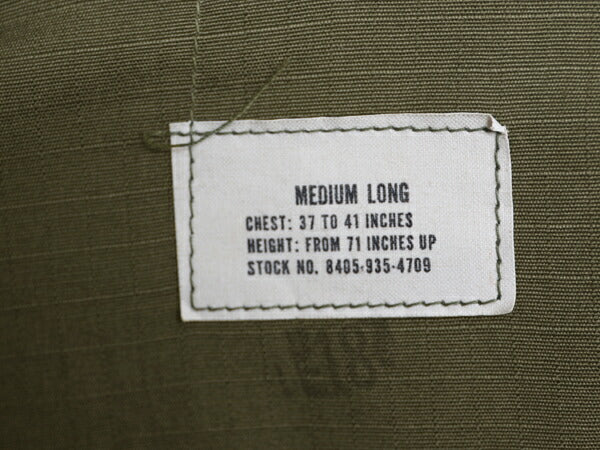 MEDIUM LONG
CHEST: 37 TO 41 INCHES
HEIGHT: FROM 71 INCHES UP
STOCK NO. 8405-935-4709